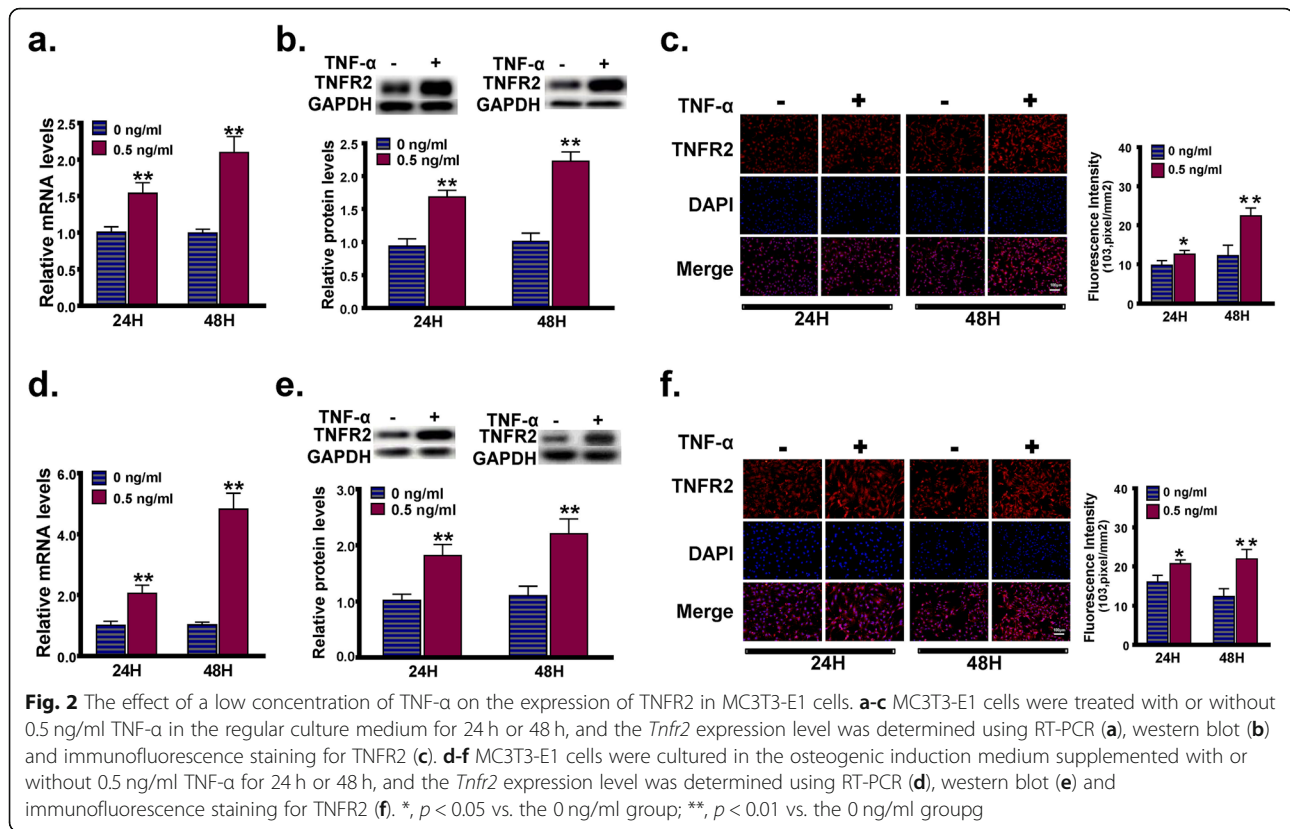 a.
Relative mRNA levels
2.5
2.0
1.5
1.0
0.5
0.0
0 ng/ml
0.5 ng/ml
**
**
24H
48H
b.
TNF-α - +
TNFR2
GAPDH
TNF-α - +
TNFR2
GAPDH
Relative protein levels
2.5
2.0
1.5
1.0
0.5
0.0
0 ng/ml
0.5 ng/ml
**
**
24H
48H
c.
TNF-α - + - +
TNFR2
DAPI
Merge
100μm
24H
48H
Fluorescence Intensity
(103,pixel/mm2)
40
30
20
10
0
0 ng/ml
0.5 ng/ml
*
**
24H
48H
d.
Relative mRNA levels
8.0
6.0
4.0
2.0
0.0
0 ng/ml
0.5 ng/ml
**
**
24H
48H
e.
TNF-α - +
TNFR2
GAPDH
TNF-α - +
TNFR2
GAPDH
Relative protein levels
3.0
2.0
1.0
0.0
0 ng/ml
0.5 ng/ml
**
**
24H
48H
f.
TNF-α - + - +
TNFR2
DAPI
Merge
100μm
24H
48H
Fluorescence Intensity
(103,pixel/mm2)
40
30
20
10
0
0 ng/ml
0.5 ng/ml
*
**
24H
48H
Fig. 2 The effect of a low concentration of TNF-α on the expression of TNFR2 in MC3T3-E1 cells. a-c MC3T3-E1 cells were treated with or without
0.5 ng/ml TNF-α in the regular culture medium for 24 h or 48 h, and the Tnfr2 expression level was determined using RT-PCR (a), western blot (b)
and immunofluorescence staining for TNFR2 (c). d-f MC3T3-E1 cells were cultured in the osteogenic induction medium supplemented with or
without 0.5 ng/ml TNF-α for 24 h or 48 h, and the Tnfr2 expression level was determined using RT-PCR (d), western blot (e) and
immunofluorescence staining for TNFR2 (f). *, p < 0.05 vs. the 0 ng/ml group; **, p < 0.01 vs. the 0 ng/ml groupg